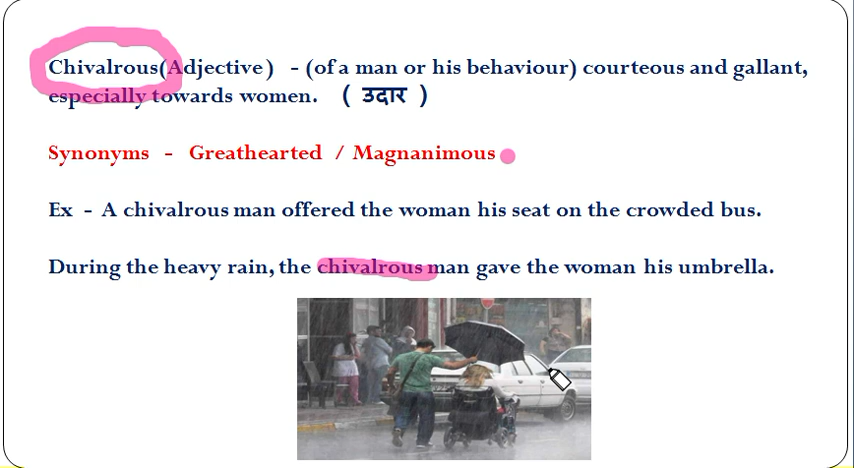 Chivalrous(Adjective) - (of a man or his behaviour) courteous and gallant,
especially towards women. ( उदार )
Synonyms - Greathearted / Magnanimous
Ex - A chivalrous man offered the woman his seat on the crowded bus.
During the heavy rain, the chivalrous man gave the woman his umbrella.